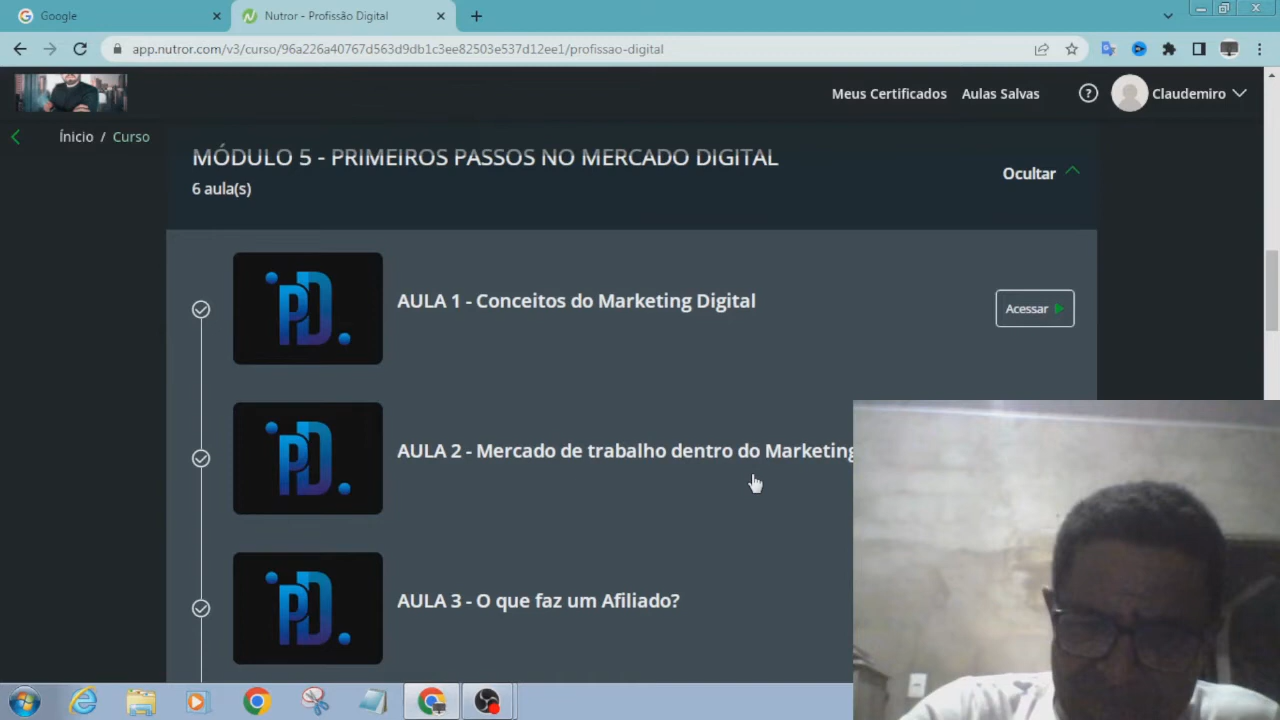 Google
Nutror - Profissão Digital
app.nutror.com/v3/curso/96a226a40767d563d9db1c3ee82503e537d12ee1/profissao-digital
Meus Certificados
Aulas Salvas
Claudemiro
Ínicio / Curso
MÓDULO 5 - PRIMEIROS PASSOS NO MERCADO DIGITAL
6 aula(s)
Ocultar
PD.
AULA 1 - Conceitos do Marketing Digital
Acessar
PD.
AULA 2 - Mercado de trabalho dentro do Marketing
PD.
AULA 3 - O que faz um Afiliado?